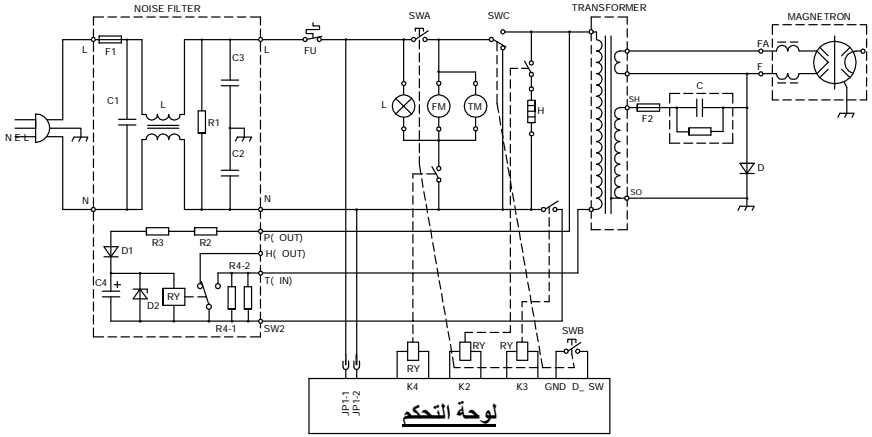 NOISE FILTER
SWA
SWC
TRANSFORMER
MAGNETRON
L
F1
L
FU
C3
C1
L
R1
C2
N E L
N
N
L
FM
TM
H
FA
F
SH
F2
C
D
SO
P( OUT)
H( OUT)
T( IN)
SW2
R3
R2
D1
C4
+
D2
RY
R4-2
R4-1
RY
RY
RY
SWB
JP1-1
JP1-2
K4
K2
K3
GND
D_ SW
لوحة التحكم